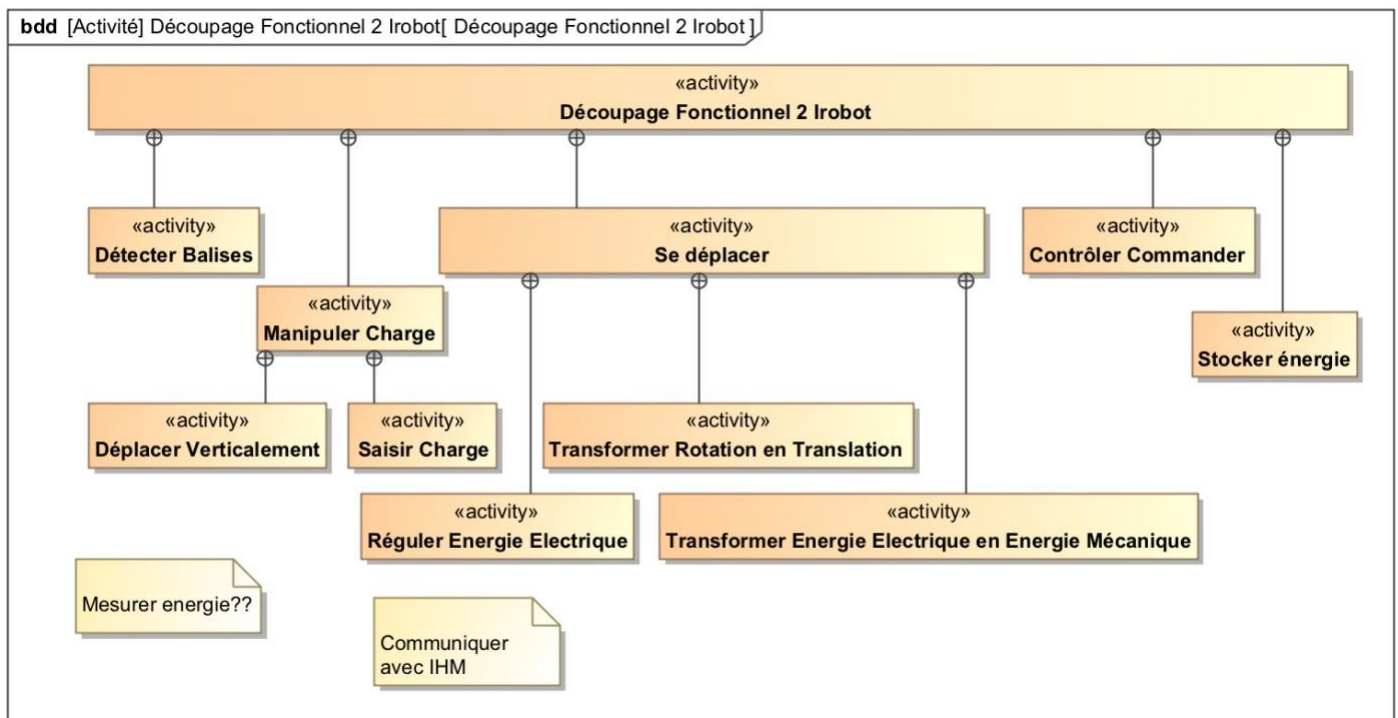 bdd [Activité] Découpage Fonctionnel 2 Irobot[ Découpage Fonctionnel 2 Irobot ]
«activity»
Découpage Fonctionnel 2 Irobot
«activity»
Détecter Balises
«activity»
Se déplacer
«activity»
Contrôler Commander
«activity»
Manipuler Charge
«activity»
Stocker énergie
«activity»
Déplacer Verticalement
«activity»
Saisir Charge
«activity»
Transformer Rotation en Translation
«activity»
Réguler Energie Electrique
«activity»
Transformer Energie Electrique en Energie Mécanique
Mesurer energie??
Communiquer
avec IHM